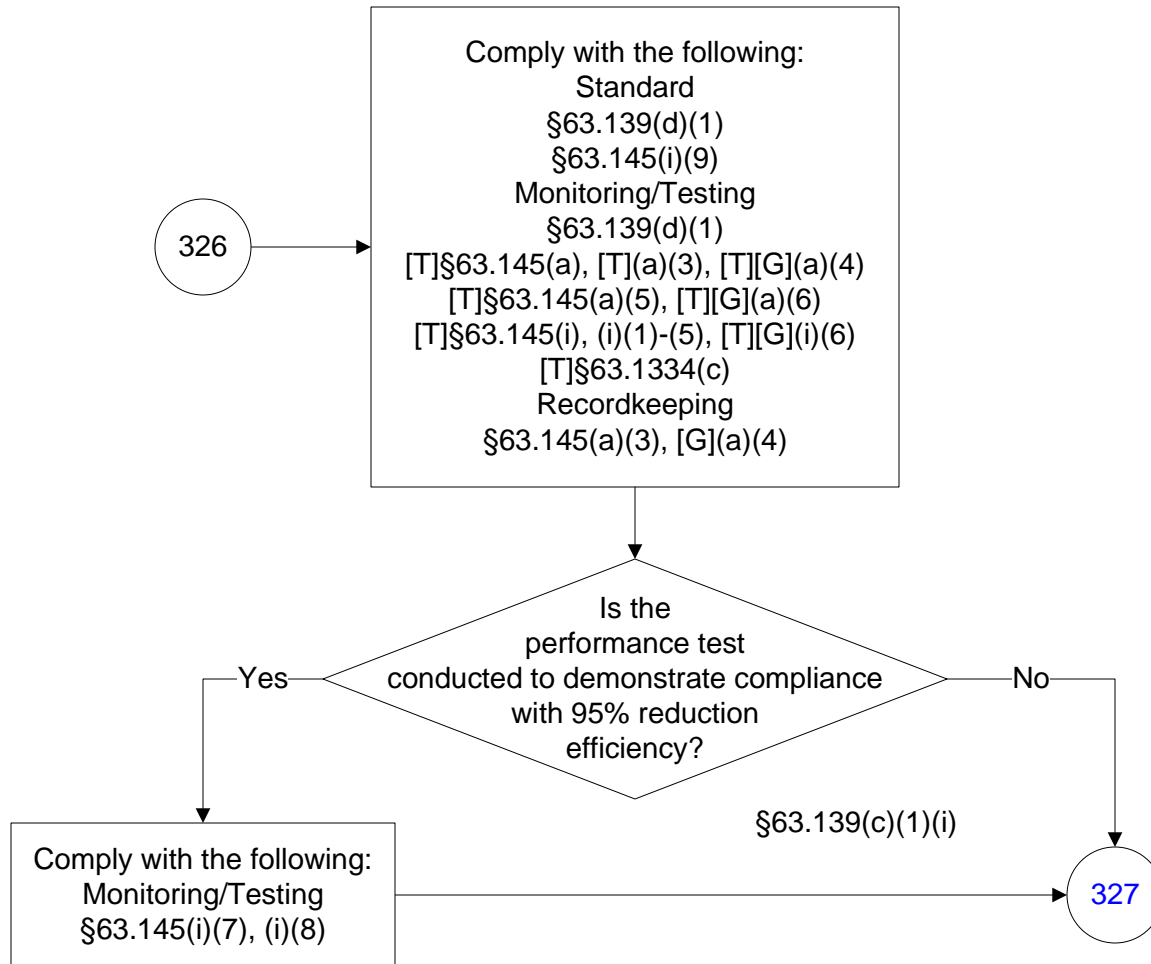 Comply with the following:
Standard
§63.139(d)(1)
§63.145(i)(9)
Monitoring/Testing
§63.139(d)(1)
[T]§63.145(a), [T](a)(3), [T][G](a)(4)
[T]§63.145(a)(5), [T][G](a)(6)
[T]§63.145(i), (i)(1)-(5), [T][G](i)(6)
[T]§63.1334(c)
Recordkeeping
§63.145(a)(3), [G](a)(4)
326
Is the
performance test
conducted to demonstrate compliance
with 95% reduction
efficiency?
Yes
No
§63.139(c)(1)(i)
Comply with the following:
Monitoring/Testing
§63.145(i)(7), (i)(8)
327